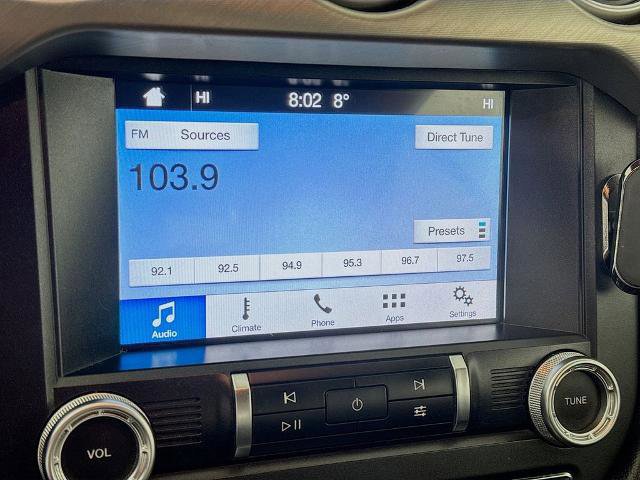 HI 8:02 8° HI
FM Sources Direct Tune
103.9
Presets
92.1 92.5 94.9 95.3 96.7 97.5
Audio Climate Phone Apps Settings
VOL TUNE